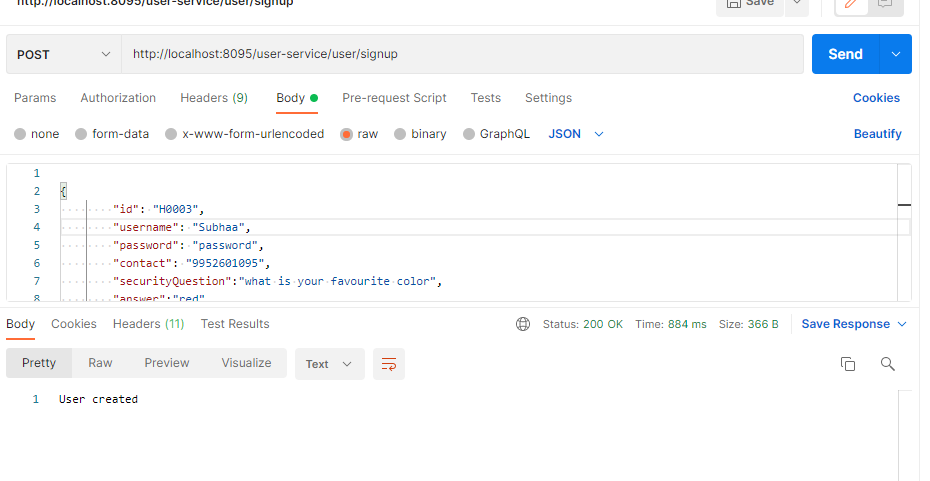 http://localhost:8095/user-service/user/signup
Save
POST
http://localhost:8095/user-service/user/signup
Send
Params Authorization Headers (9) Body Pre-request Script Tests Settings Cookies
none form-data x-www-form-urlencoded raw binary GraphQL JSON Beautify
1
2 {
3 "id": "H0003",
4 "username": "Subhaa",
5 "password": "password",
6 "contact": "9952601095",
7 "securityQuestion":"what is your favourite color",
8 "answer":"red"
Body Cookies Headers (11) Test Results Status: 200 OK Time: 884 ms Size: 366 B Save Response
Pretty Raw Preview Visualize Text
1 User created